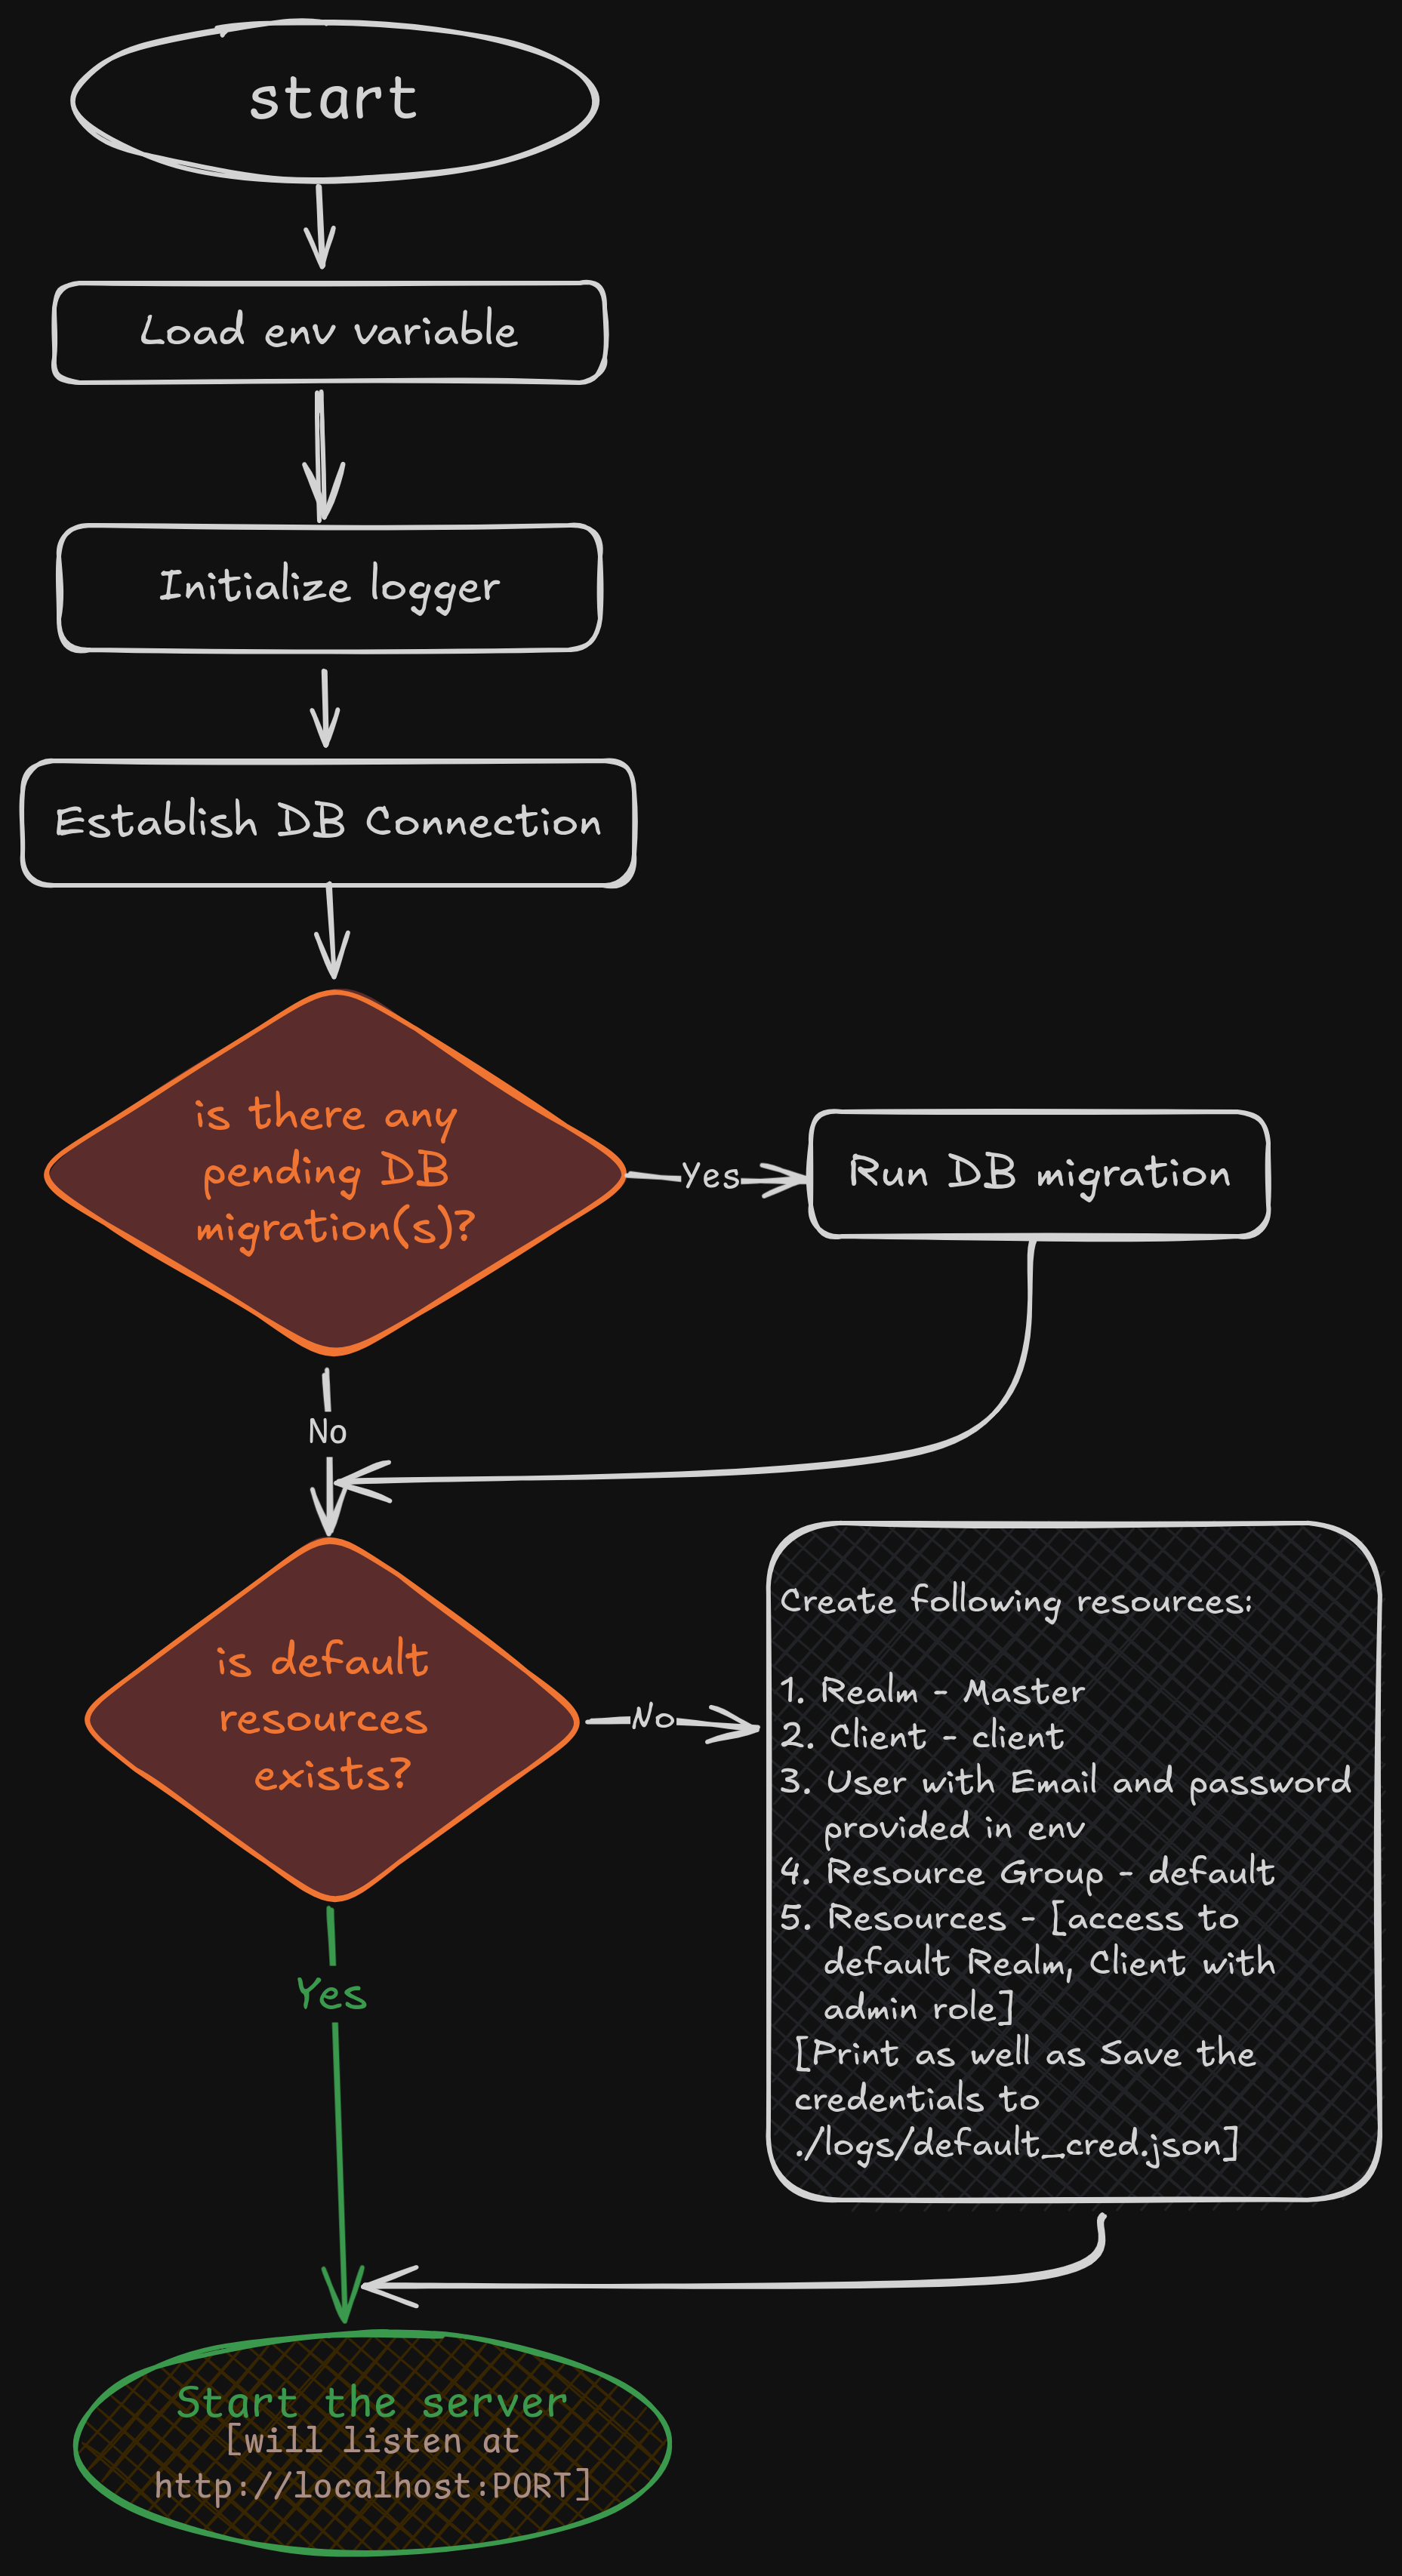 start
Load env variable
Initialize logger
Establish DB Connection
is there any
pending DB
migration(s)?
Yes
Run DB migration
No
is default
resources
exists?
No
Create following resources:
1. Realm - Master
2. Client - client
3. User with Email and password
provided in env
4. Resource Group - default
5. Resources - [access to
default Realm, Client with
admin role]
[Print as well as Save the
credentials to
./logs/default_cred.json]
Yes
Start the server
[will listen at
http://localhost:PORT]